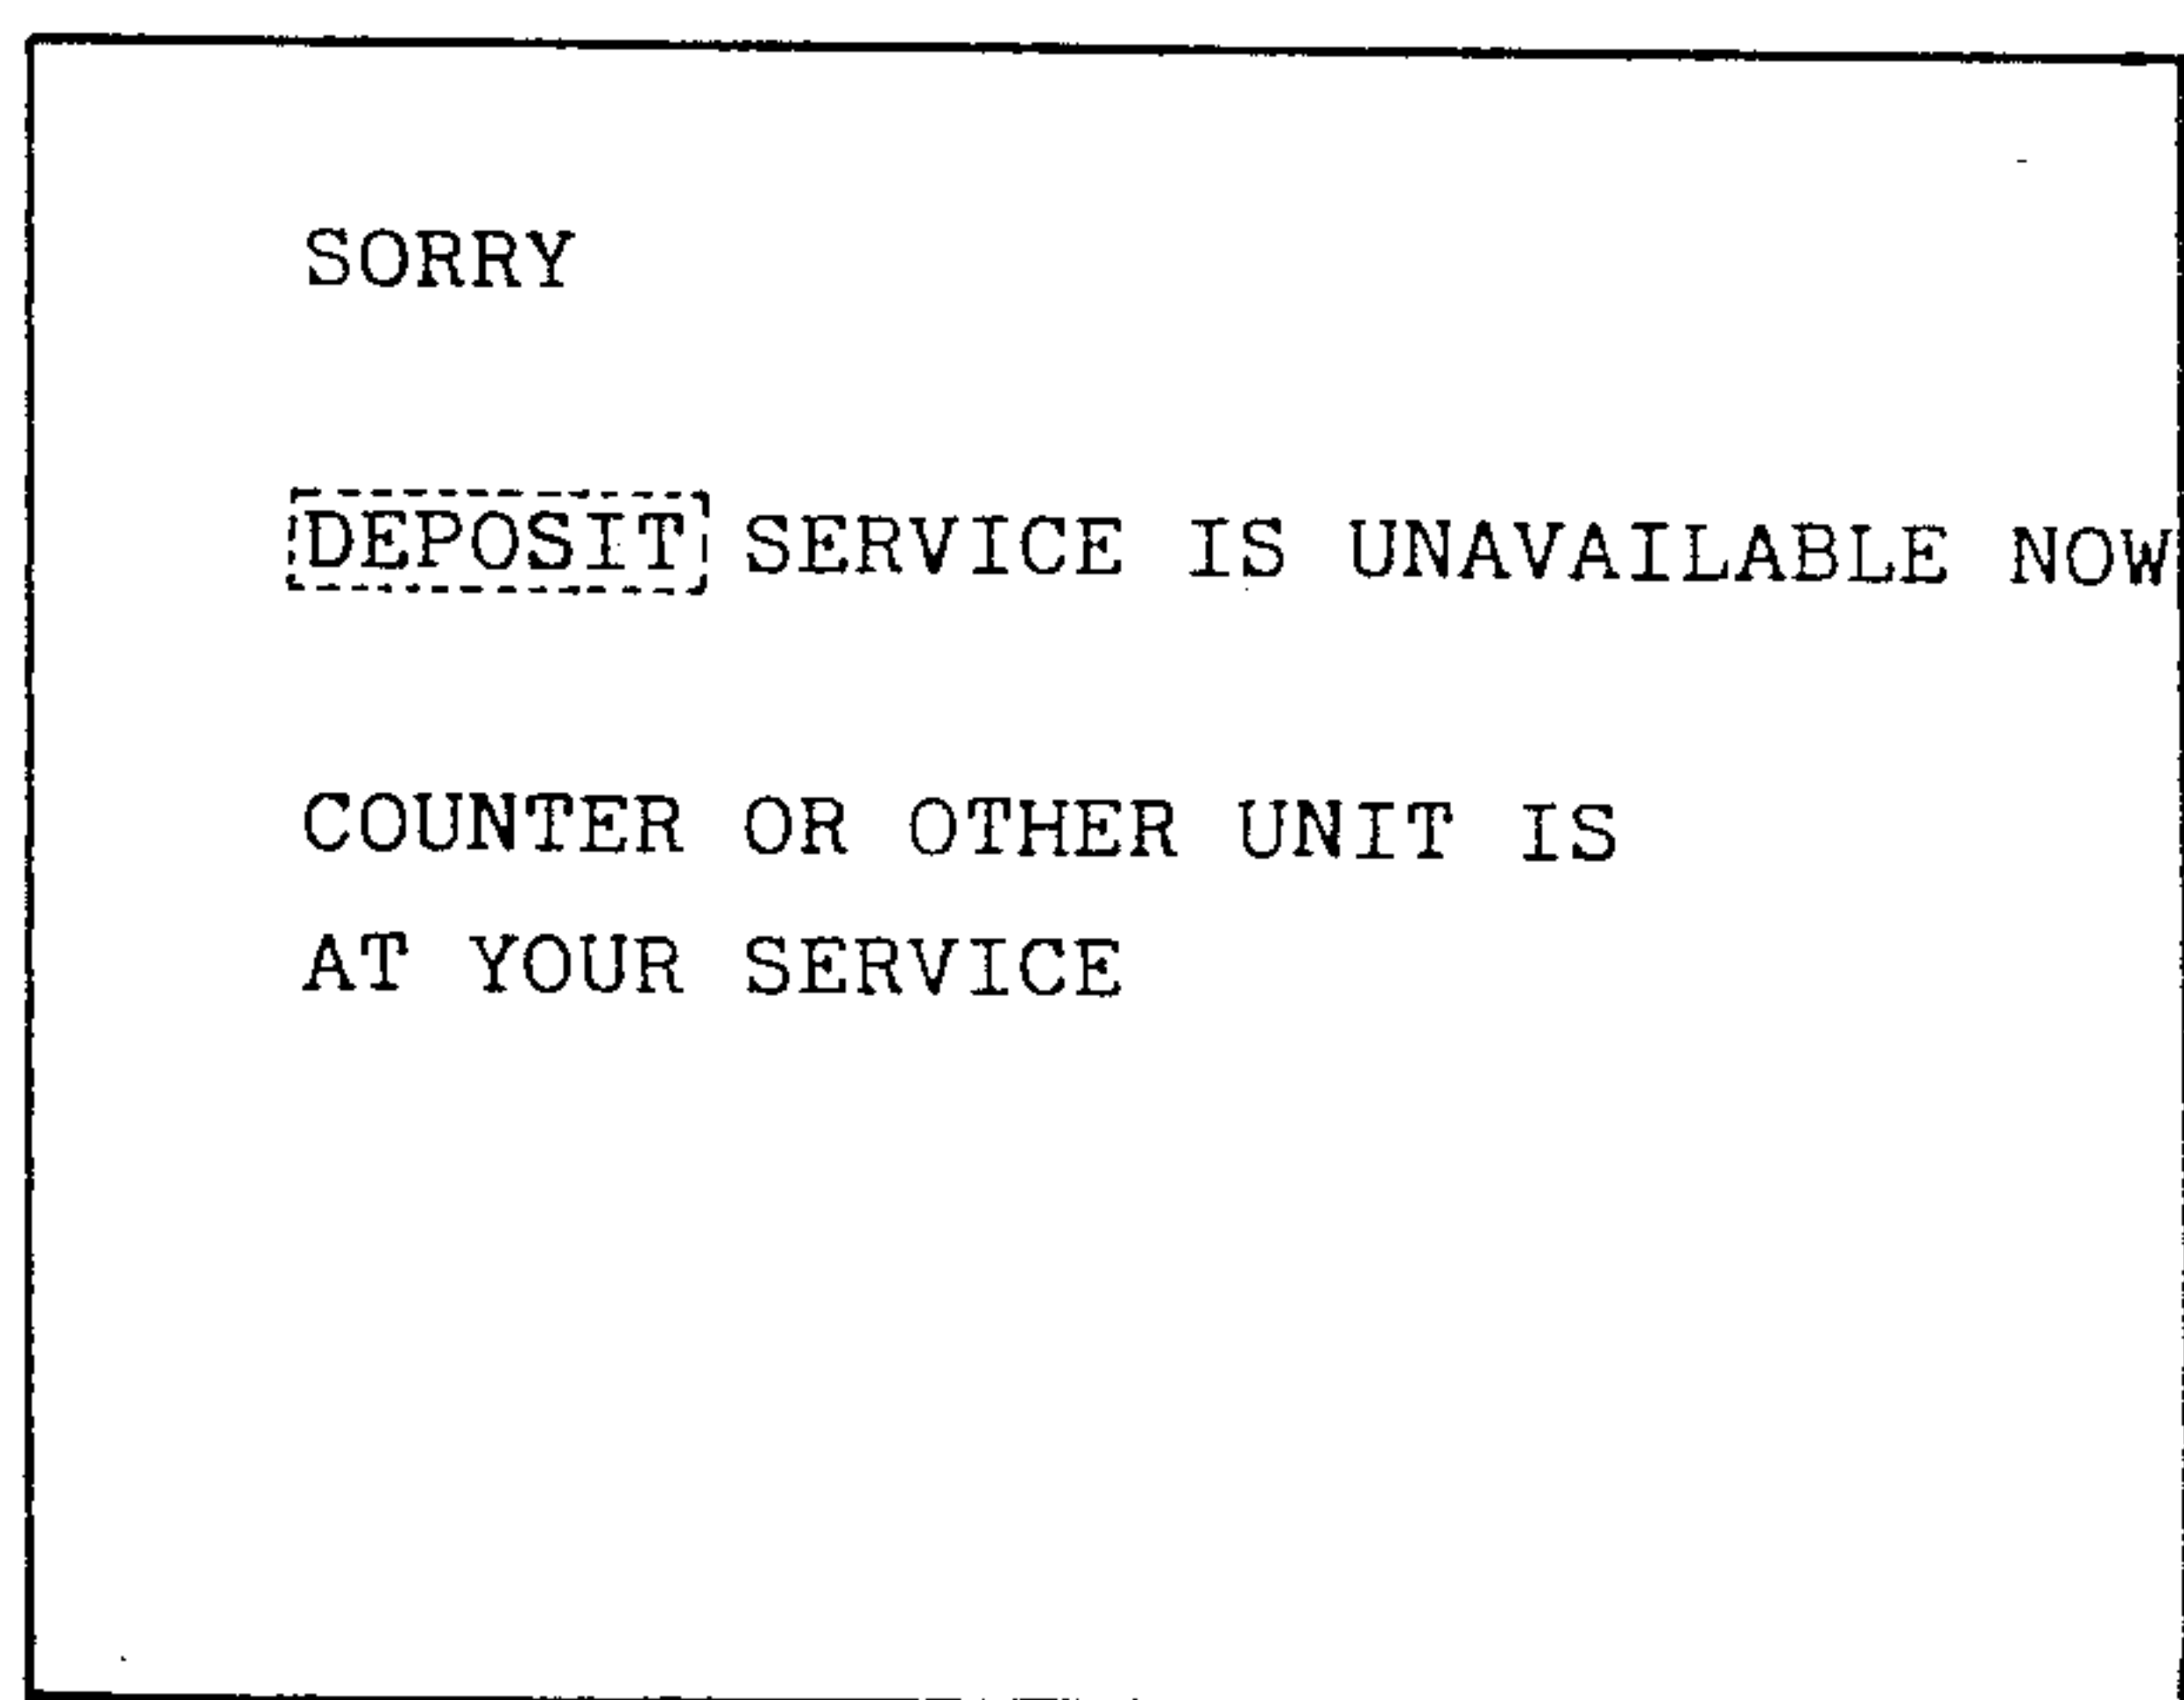 SORRY
DEPOSIT SERVICE IS UNAVAILABLE NOW
COUNTER OR OTHER UNIT IS
AT YOUR SERVICE